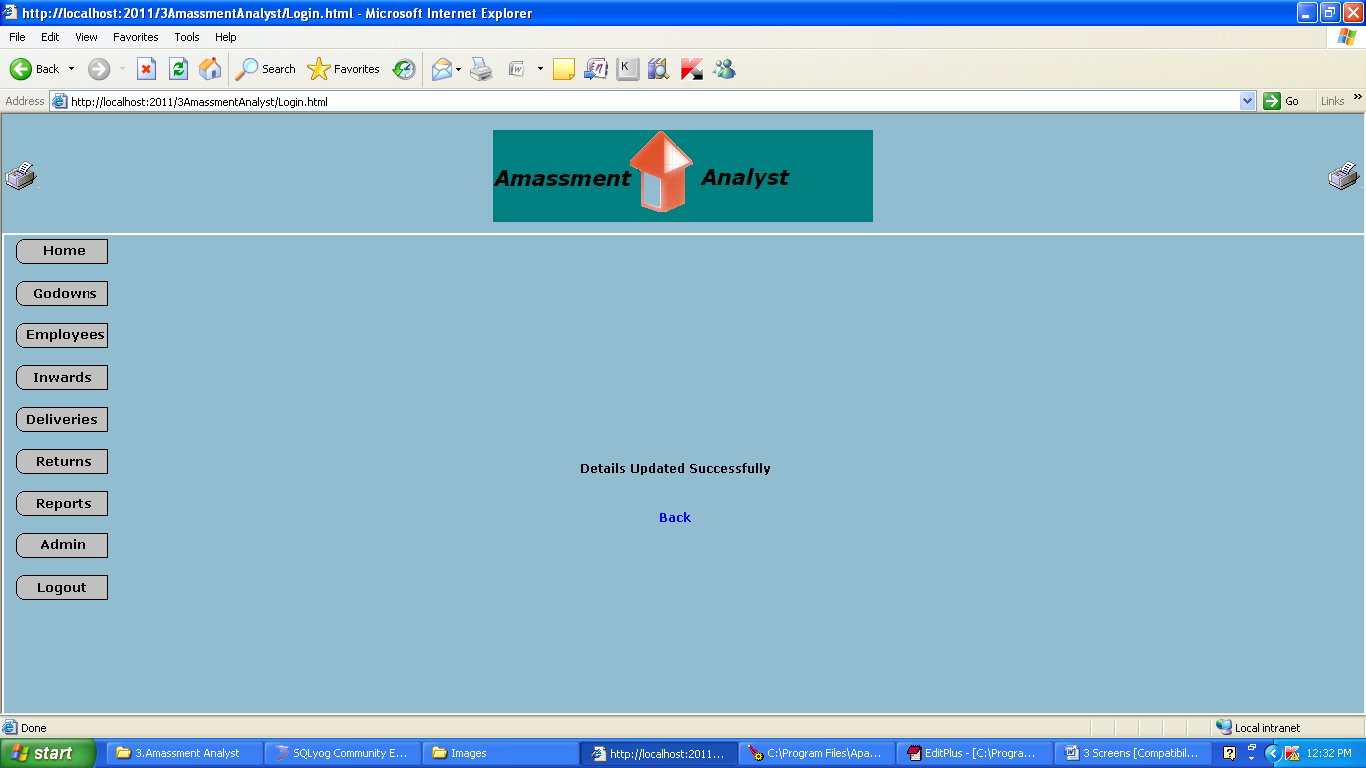 http://localhost:2011/3AmassmentAnalyst/Login.html - Microsoft Internet Explorer
File Edit View Favorites Tools Help
Back Search Favorites
Address http://localhost:2011/3AmassmentAnalyst/Login.html Go Links »
Amassment Analyst
Home
Godowns
Employees
Inwards
Deliveries
Returns
Reports
Admin
Logout
Details Updated Successfully
Back
Done Local intranet
start 3.Amassment Analyst SQLyog Community E... Images http://localhost:2011... C:\Program Files\Apa... EditPlus - [C:\Progra... 3 Screens [Compatibil... 12:32 PM